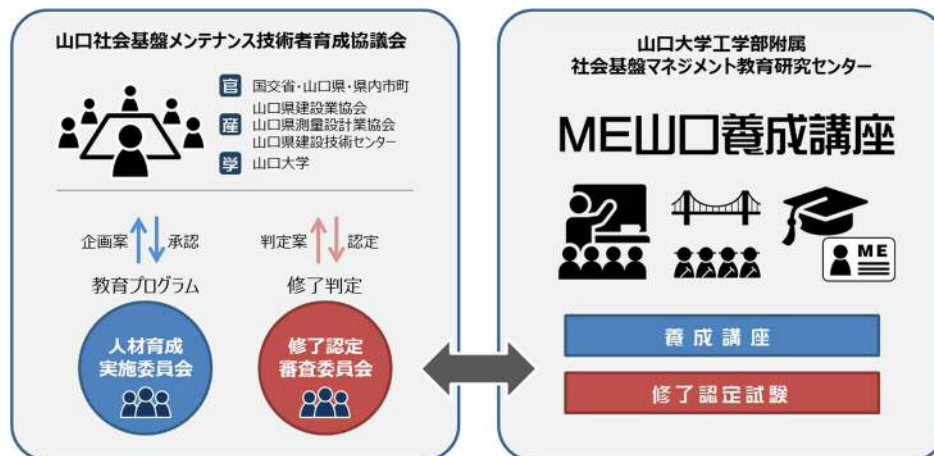 山口社会基盤メンテナンス技術者育成協議会
官 国交省・山口県・県内市町
産 山口県建設業協会
山口県測量設計業協会
山口県建設技術センター
学 山口大学
企画案 承認
判定案 認定
教育プログラム
修了判定
人材育成
実施委員会
修了認定
審査委員会
山口大学工学部附属
社会基盤マネジメント教育研究センター
ME山口養成講座
ME
養成講座
修了認定試験